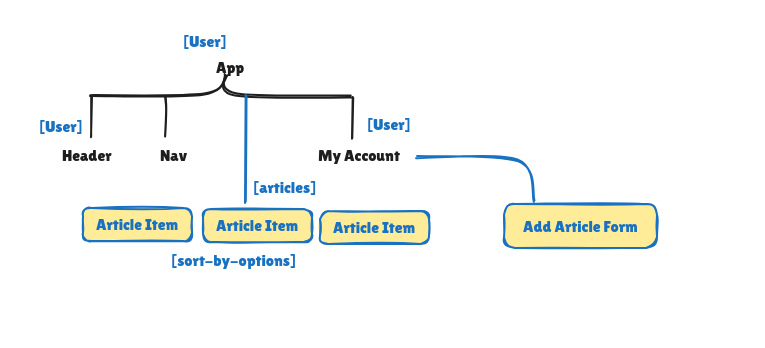 [User]
App
[User]
[User]
Header
Nav
My Account
[articles]
Article Item
Article Item
Article Item
Add Article Form
[sort-by-options]